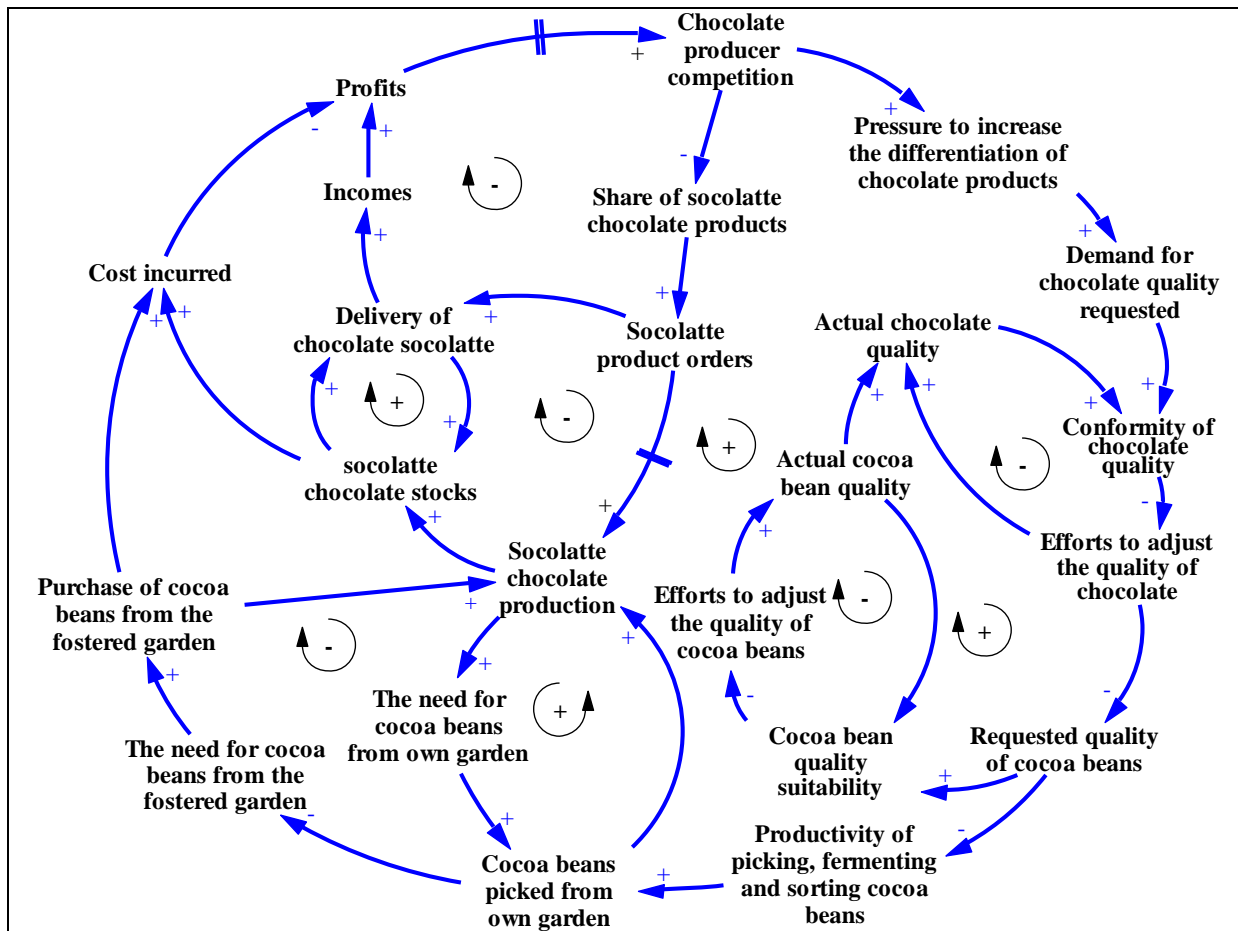 Chocolate
producer
competition
+
Profits
-
+
+
Pressure to increase
the differentiation of
chocolate products
-
Incomes
-
Share of socolatte
chocolate products
+
+
Demand for
chocolate quality
requested
Cost incurred
+
+
+
Delivery of
chocolate socolatte
+
Socolatte
product orders
Actual chocolate
quality
+
+
+
+
-
+
+
+
+
+
Conformity of
chocolate
quality
-
socolatte
chocolate stocks
Actual cocoa
bean quality
-
+
+
+
Socolatte
chocolate
production
Efforts to adjust
the quality of
chocolate
Purchase of cocoa
beans from the
fostered garden
+
Efforts to adjust
the quality of
cocoa beans
-
+
-
+
+
+
-
-
The need for
cocoa beans
from own garden
+
The need for cocoa
beans from the
fostered garden
Cocoa bean
quality
suitability
Requested quality
of cocoa beans
+
-
+
-
Productivity of
picking, fermenting
and sorting cocoa
beans
Cocoa beans
picked from
own garden
+